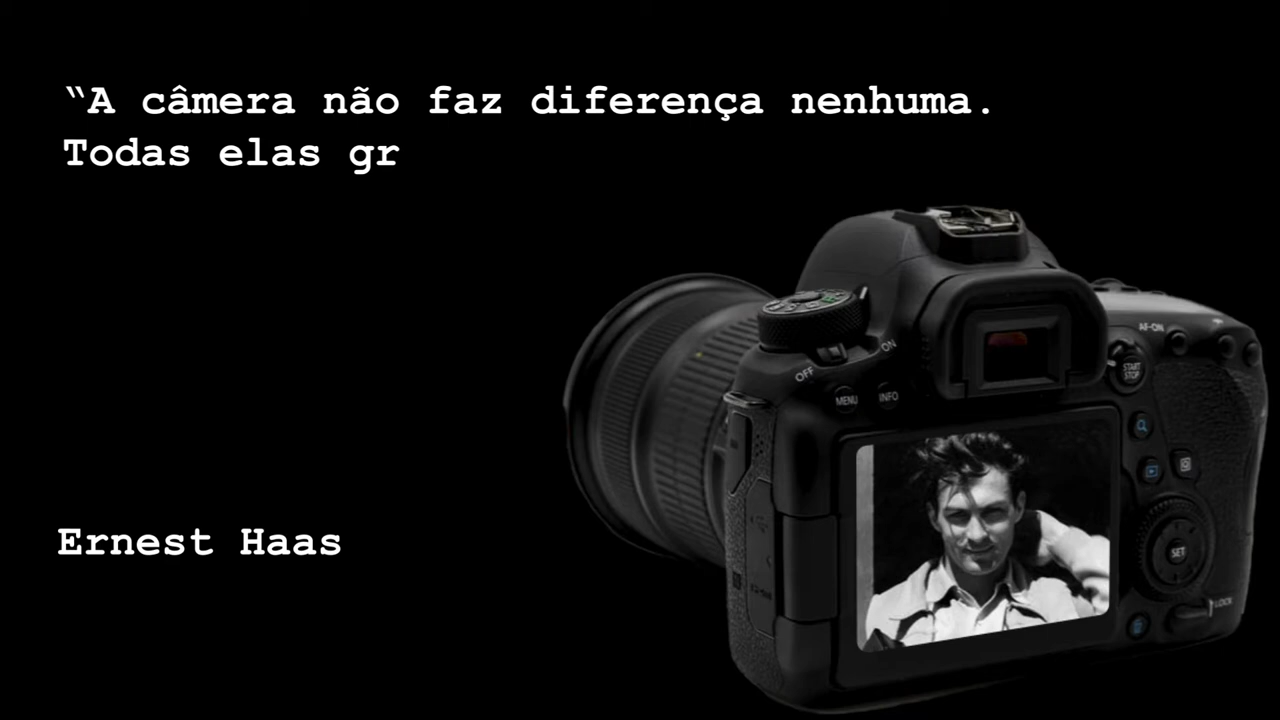 “A câmera não faz diferença nenhuma.
Todas elas gr
Ernest Haas
AF-ON
START
STOP
ON
OFF
MENU
INFO
SET
LOCK